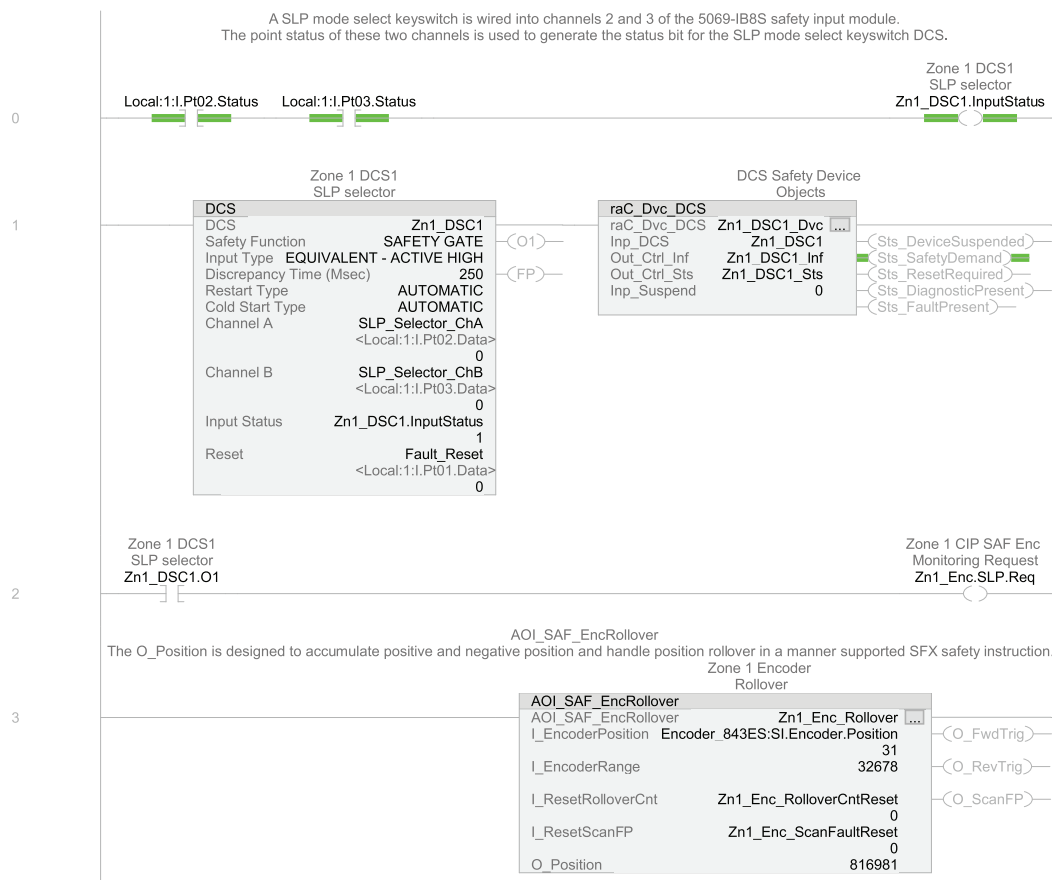 A SLP mode select keyswitch is wired into channels 2 and 3 of the 5069-IB8S safety input module.
The point status of these two channels is used to generate the status bit for the SLP mode select keyswitch DCS.
Zone 1 DCS1
SLP selector
Local:1:I.Pt02.Status Local:1:I.Pt03.Status Zn1_DSC1.InputStatus
0
Zone 1 DCS1
SLP selector
DCS Safety Device
Objects
1
DCS
DCS Zn1_DSC1
Safety Function SAFETY GATE
Input Type EQUIVALENT - ACTIVE HIGH
Discrepancy Time (Msec) 250
Restart Type AUTOMATIC
Cold Start Type AUTOMATIC
Channel A SLP_Selector_ChA
<Local:1:I.Pt02.Data>
0
Channel B SLP_Selector_ChB
<Local:1:I.Pt03.Data>
0
Input Status Zn1_DSC1.InputStatus
1
Reset Fault_Reset
<Local:1:I.Pt01.Data>
0
O1
FP
raC_Dvc_DCS
raC_Dvc_DCS Zn1_DSC1_Dvc ...
Inp_DCS Zn1_DSC1
Out_Ctrl_Inf Zn1_DSC1_Inf
Out_Ctrl_Sts Zn1_DSC1_Sts
Inp_Suspend 0
Sts_DeviceSuspended
Sts_SafetyDemand
Sts_ResetRequired
Sts_DiagnosticPresent
Sts_FaultPresent
Zone 1 DCS1
SLP selector
Zn1_DSC1.O1
Zone 1 CIP SAF Enc
Monitoring Request
Zn1_Enc.SLP.Req
2
AOI_SAF_EncRollover
The O_Position is designed to accumulate positive and negative position and handle position rollover in a manner supported SFX safety instruction.
Zone 1 Encoder
Rollover
3
AOI_SAF_EncRollover
AOI_SAF_EncRollover Zn1_Enc_Rollover ...
I_EncoderPosition Encoder_843ES:SI.Encoder.Position
31
I_EncoderRange 32678
I_ResetRolloverCnt Zn1_Enc_RolloverCntReset
0
I_ResetScanFP Zn1_Enc_ScanFaultReset
0
O_Position 816981
O_FwdTrig
O_RevTrig
O_ScanFP